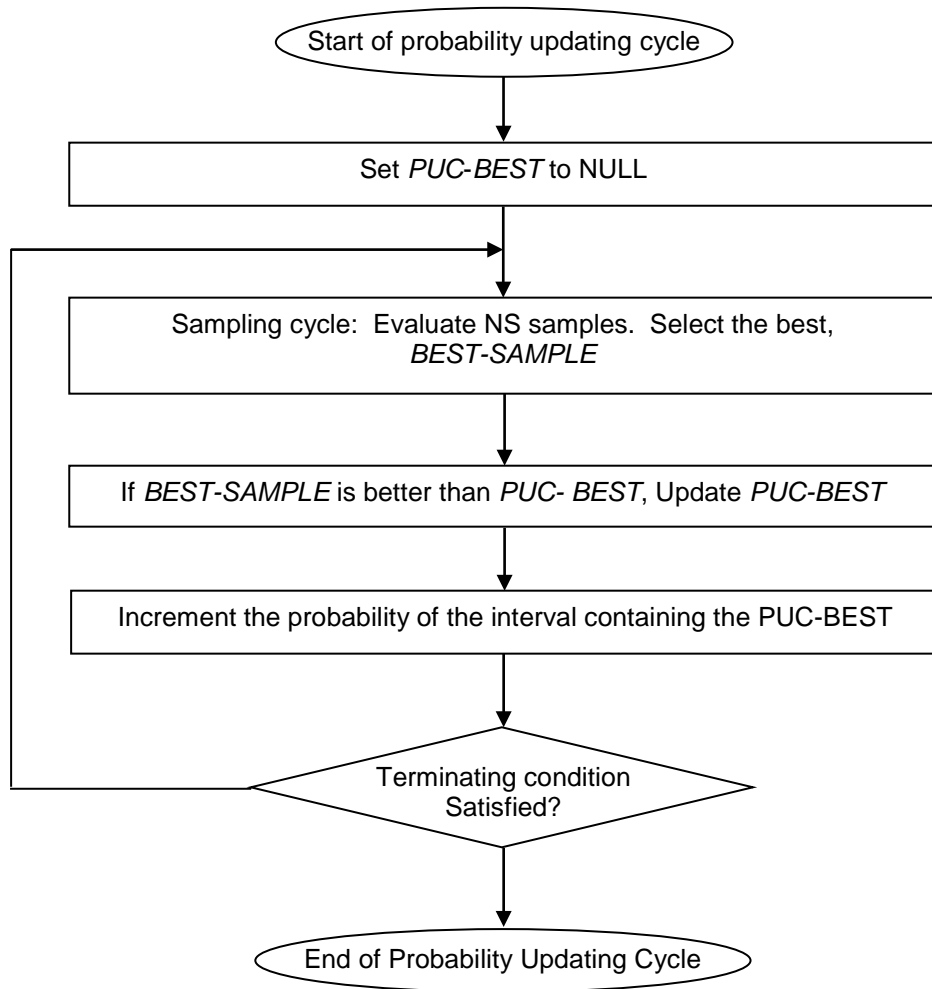 Start of probability updating cycle
Set PUC-BEST to NULL
Sampling cycle: Evaluate NS samples. Select the best,
BEST-SAMPLE
If BEST-SAMPLE is better than PUC- BEST, Update PUC-BEST
Increment the probability of the interval containing the PUC-BEST
Terminating condition
Satisfied?
End of Probability Updating Cycle